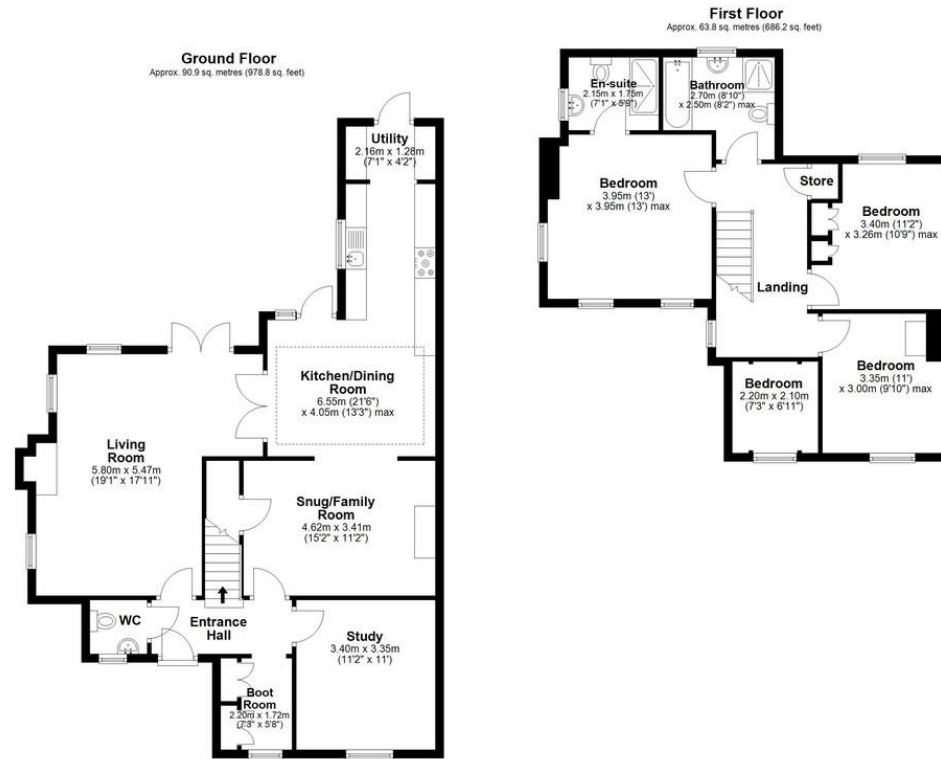 Ground Floor
Approx. 90.9 sq. metres (978.8 sq. feet)
Utility
2.16m x 1.28m
(7'1" x 4'2")
Kitchen/Dining
Room
6.55m (21'6")
x 4.05m (13'3") max
Living
Room
5.80m x 5.47m
(19'1" x 17'11")
Snug/Family
Room
4.62m x 3.41m
(15'2" x 11'2")
WC
Entrance
Hall
Study
3.40m x 3.35m
(11'2" x 11')
Boot
Room
2.20m x 1.72m
(7'3" x 5'8")
First Floor
Approx. 63.8 sq. metres (686.2 sq. feet)
En-suite
2.15m x 1.75m
(7'1" x 5'9")
Bathroom
2.70m (8'10")
x 2.50m (8'2") max
Bedroom
3.95m (13')
x 3.95m (13') max
Store
Bedroom
3.40m (11'2")
x 3.26m (10'9") max
Landing
Bedroom
3.35m (11')
x 3.00m (9'10") max
Bedroom
2.20m x 2.10m
(7'3" x 6'11")